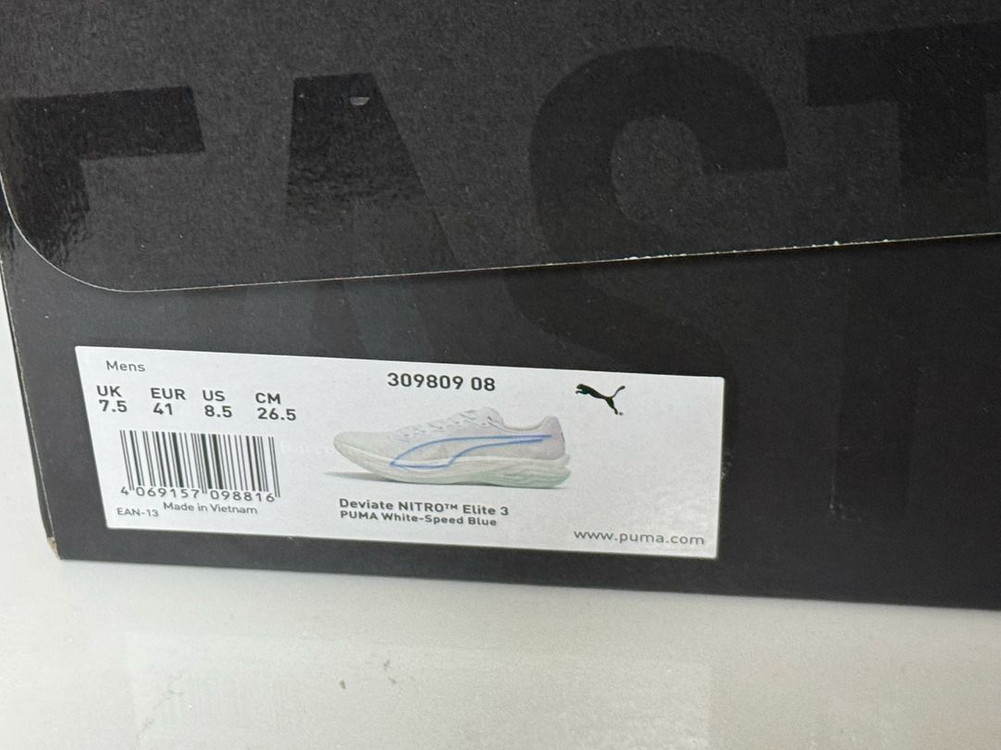 FAST
Mens
309809 08
UK EUR US CM
7.5 41 8.5 26.5
4 069157 098816
EAN-13 Made in Vietnam
Deviate NITRO™ Elite 3
PUMA White-Speed Blue
www.puma.com